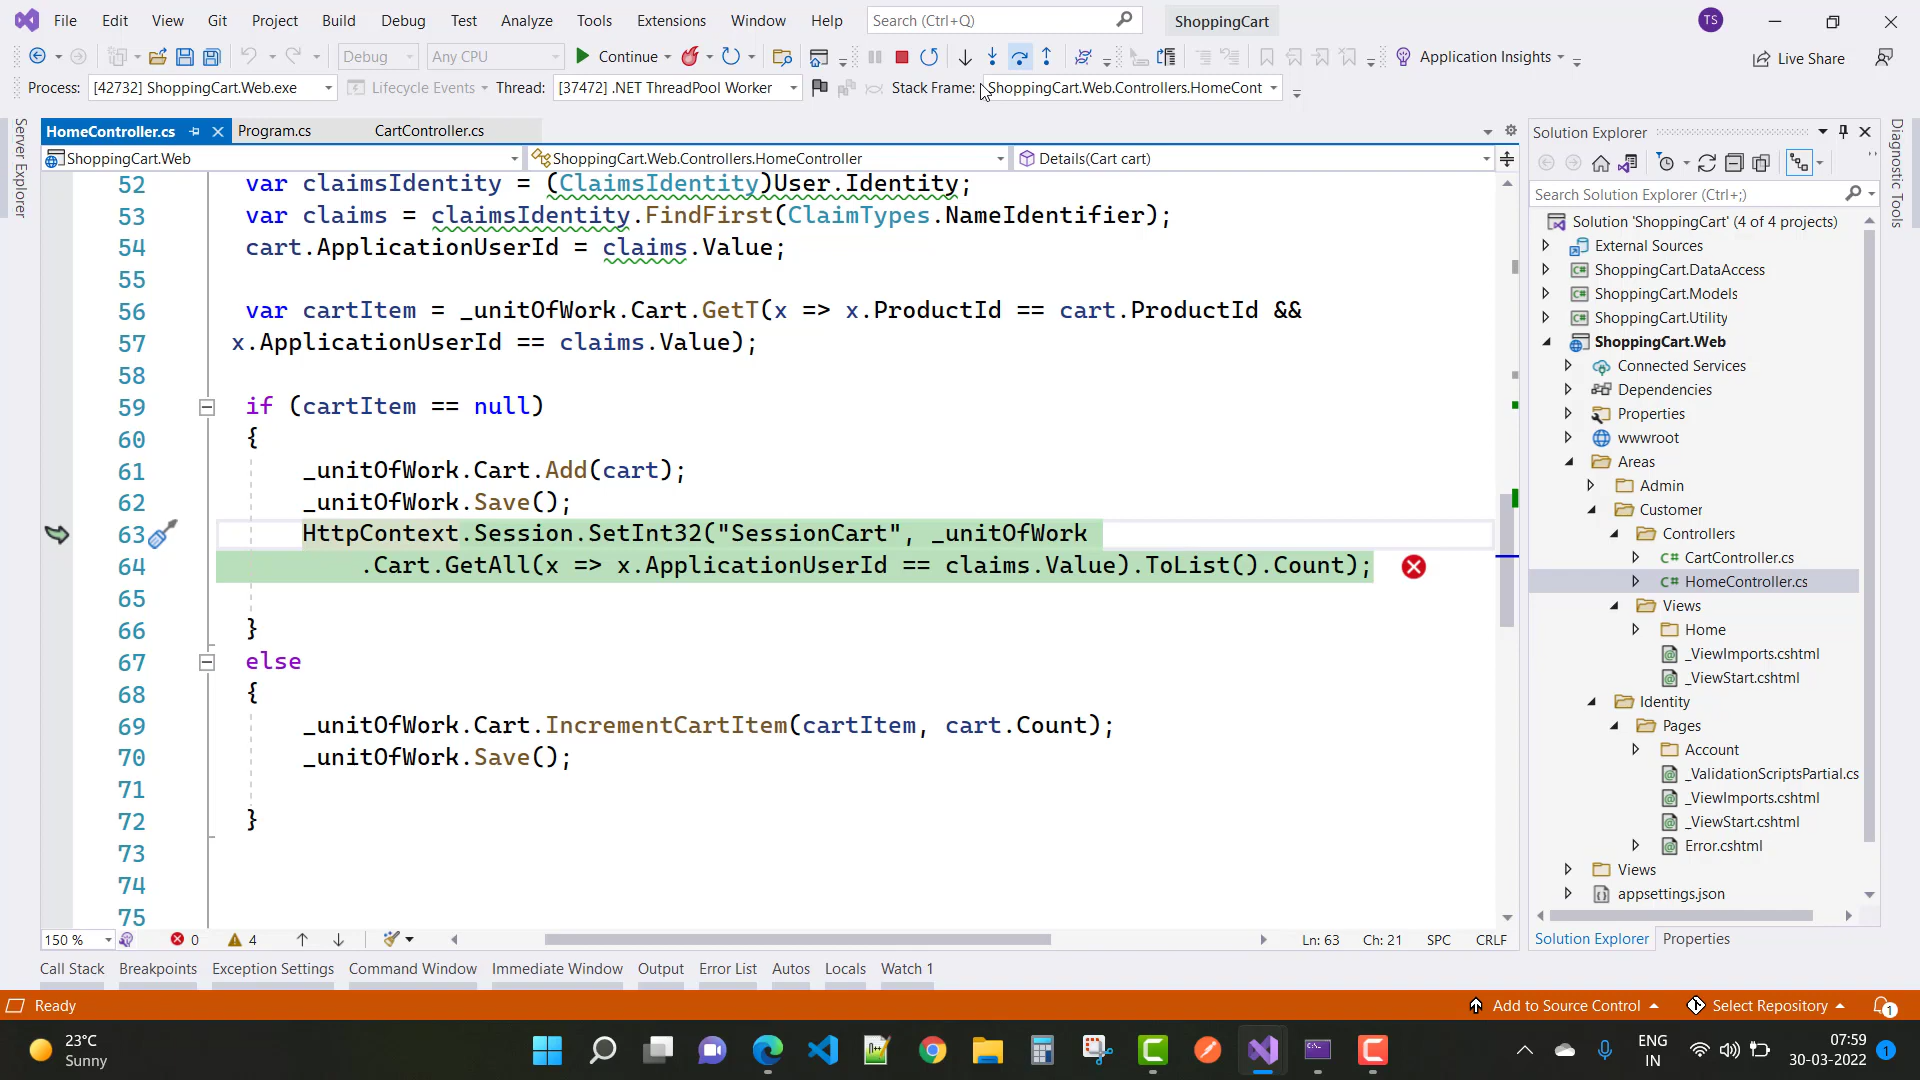 File Edit View Git Project Build Debug Test Analyze Tools Extensions Window Help Search (Ctrl+Q) ShoppingCart TS
Debug Any CPU Continue Application Insights Live Share
Process: [42732] ShoppingCart.Web.exe Lifecycle Events Thread: [37472] .NET ThreadPool Worker Stack Frame: ShoppingCart.Web.Controllers.HomeCont
Server Explorer
HomeController.cs Program.cs CartController.cs
ShoppingCart.Web ShoppingCart.Web.Controllers.HomeController Details(Cart cart)
52 var claimsIdentity = (ClaimsIdentity)User.Identity;
53 var claims = claimsIdentity.FindFirst(ClaimTypes.NameIdentifier);
54 cart.ApplicationUserId = claims.Value;
55
56 var cartItem = _unitOfWork.Cart.GetT(x => x.ProductId == cart.ProductId &&
57 x.ApplicationUserId == claims.Value);
58
59 if (cartItem == null)
60 {
61 _unitOfWork.Cart.Add(cart);
62 _unitOfWork.Save();
63 HttpContext.Session.SetInt32("SessionCart", _unitOfWork
64 .Cart.GetAll(x => x.ApplicationUserId == claims.Value).ToList().Count);
65
66 }
67 else
68 {
69 _unitOfWork.Cart.IncrementCartItem(cartItem, cart.Count);
70 _unitOfWork.Save();
71
72 }
73
74
75
150 % 0 4 Ln: 63 Ch: 21 SPC CRLF
Solution Explorer
Search Solution Explorer (Ctrl+;)
Solution 'ShoppingCart' (4 of 4 projects)
External Sources
ShoppingCart.DataAccess
ShoppingCart.Models
ShoppingCart.Utility
ShoppingCart.Web
Connected Services
Dependencies
Properties
wwwroot
Areas
Admin
Customer
Controllers
C# CartController.cs
C# HomeController.cs
Views
Home
_ViewImports.cshtml
_ViewStart.cshtml
Identity
Pages
Account
_ValidationScriptsPartial.cs
_ViewImports.cshtml
_ViewStart.cshtml
Error.cshtml
Views
appsettings.json
Solution Explorer Properties
Diagnostic Tools
Call Stack Breakpoints Exception Settings Command Window Immediate Window Output Error List Autos Locals Watch 1
Ready Add to Source Control Select Repository 1
23°C
Sunny
ENG
IN
07:59
30-03-2022
1